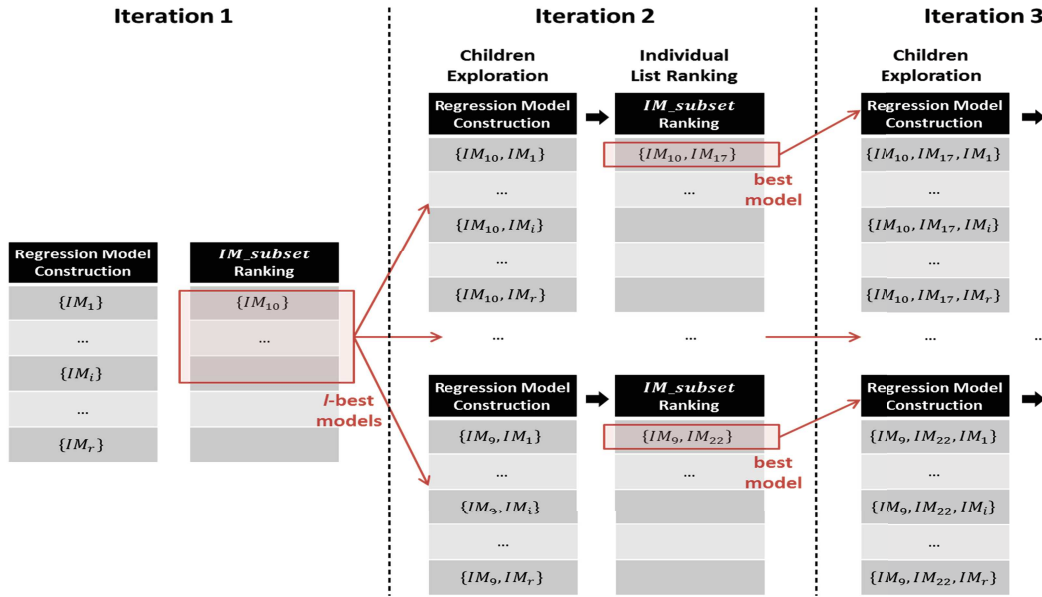 Iteration 1
Iteration 2
Iteration 3
Children
Exploration
Individual
List Ranking
Children
Exploration
Regression Model
Construction
IM_subset
Ranking
Regression Model
Construction
{IM₁₀, IM₁}
{IM₁₀, IM₁₇}
{IM₁₀, IM₁₇, IM₁}
...
...
best
model
...
{IM₁₀, IMᵢ}
{IM₁₀, IM₁₇, IMᵢ}
...
...
{IM₁₀, IMᵣ}
{IM₁₀, IM₁₇, IMᵣ}
Regression Model
Construction
IM_subset
Ranking
{IM₁}
{IM₁₀}
...
...
{IMᵢ}
...
{IMᵣ}
l-best
models
...
...
...
...
Regression Model
Construction
IM_subset
Ranking
Regression Model
Construction
{IM₉, IM₁}
{IM₉, IM₂₂}
{IM₉, IM₂₂, IM₁}
...
...
best
model
...
{IM₉, IMᵢ}
{IM₉, IM₂₂, IMᵢ}
...
...
{IM₉, IMᵣ}
{IM₉, IM₂₂, IMᵣ}